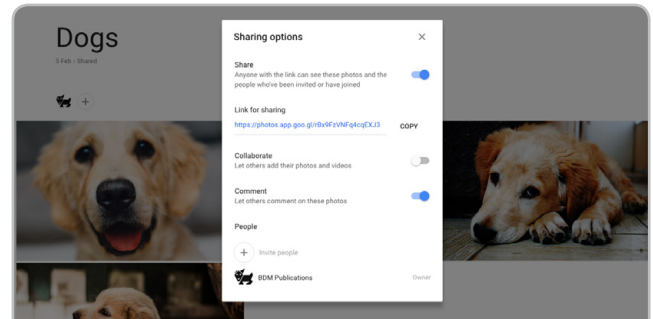 Dogs
5 Feb · Shared
Sharing options
Share
Anyone with the link can see these photos and the
people who've been invited or have joined
Link for sharing
https://photos.app.goo.gl/rBx9FzVNFq4cqEXJ3 COPY
Collaborate
Let others add their photos and videos
Comment
Let others comment on these photos
People
Invite people
BDM Publications Owner